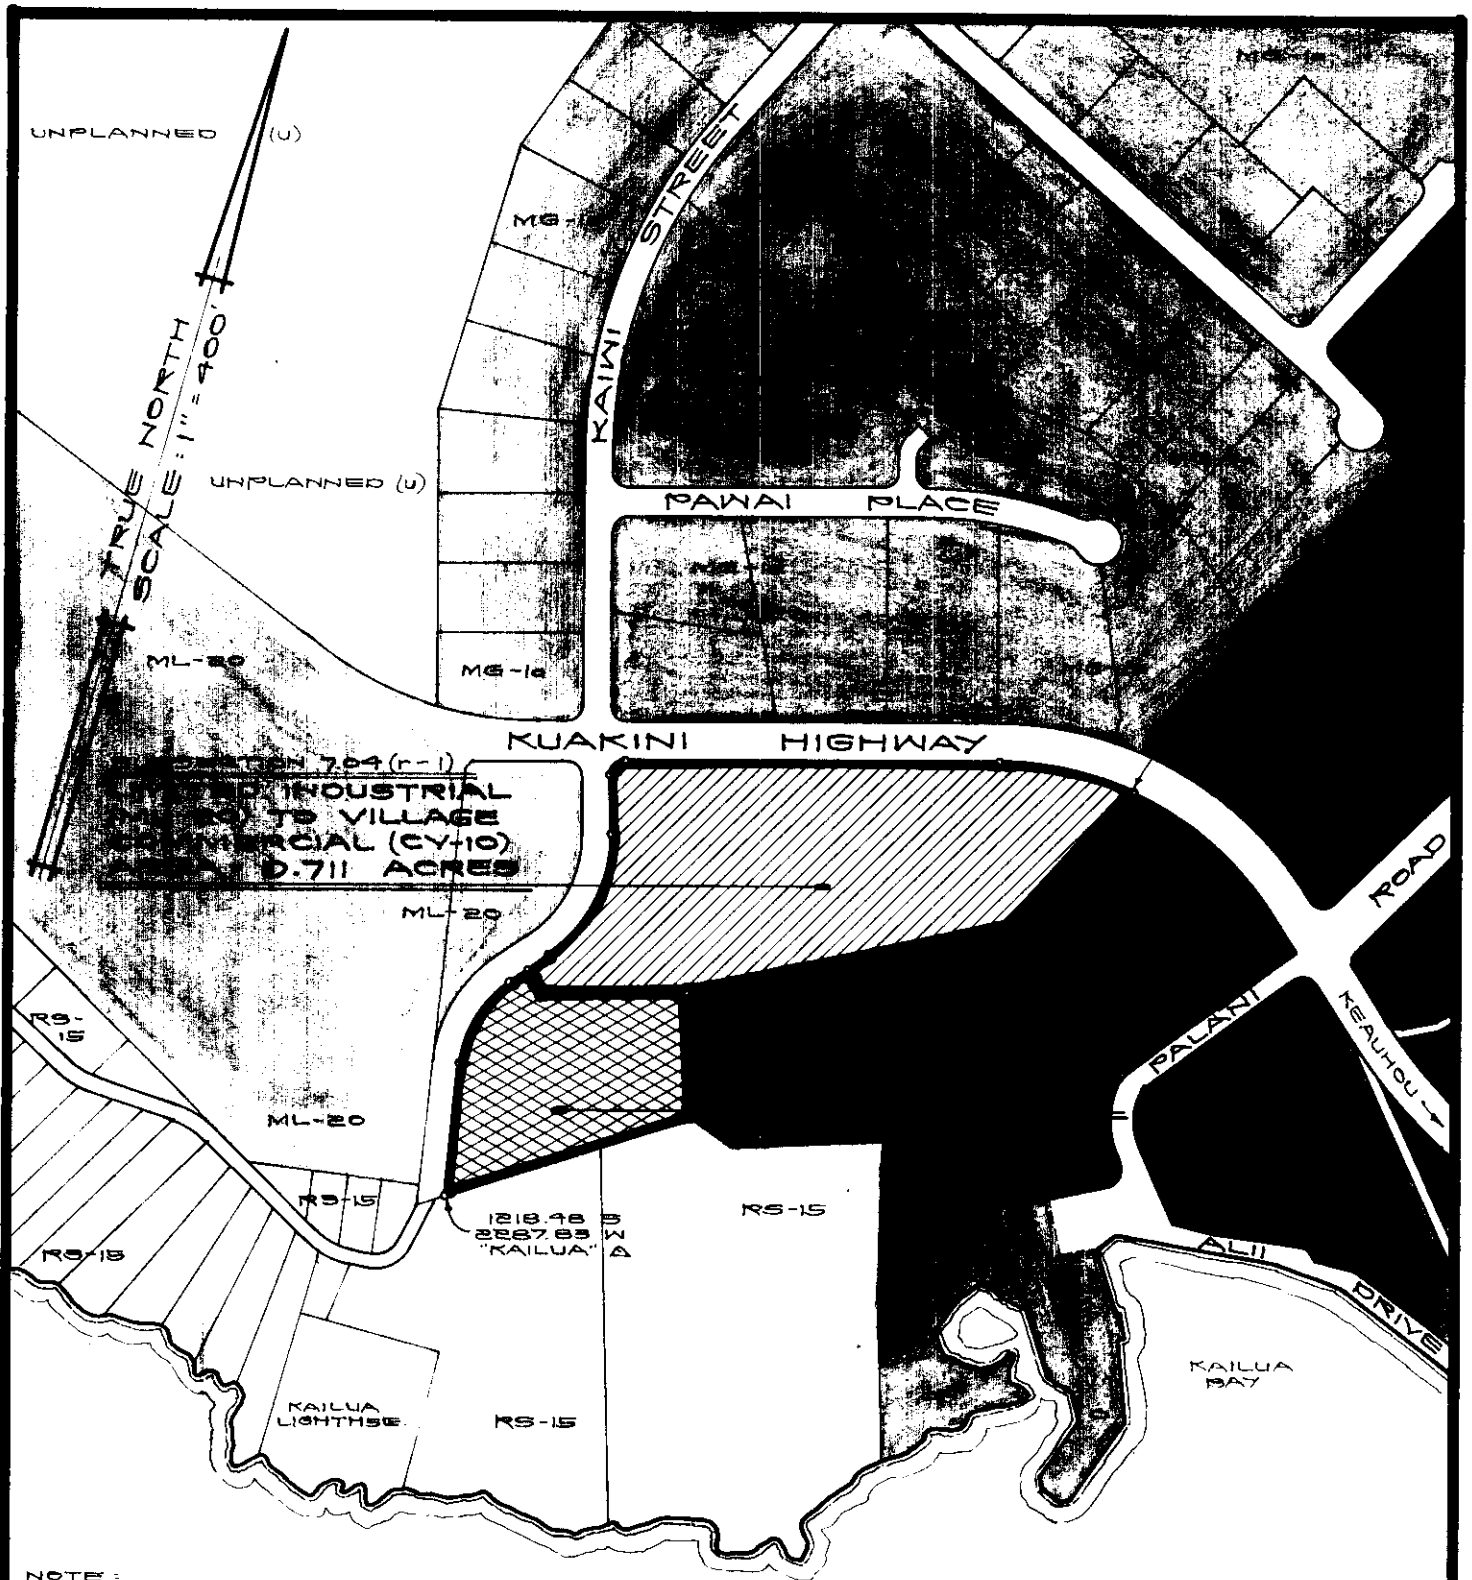 UNPLANNED (U)
KAIWI STREET
TRUE NORTH
SCALE: 1" = 400'
UNPLANNED (U)
PAWAI PLACE
ML-20
MG-1a
KUAKINI HIGHWAY
7.04 (r-1)
INDUSTRIAL
TO VILLAGE
COMMERCIAL (CV-10)
0.711 ACRES
ML-20
ROAD
PALANI
KEAUHOU
RS-
15
ML-20
RS-15
1218.48 S
2287.83 W
"KAILUA" Δ
RS-15
RS-15
ALII
DRIVE
KAILUA
BAY
KAILUA
LIGHTHSE.
RS-15
NOTE: